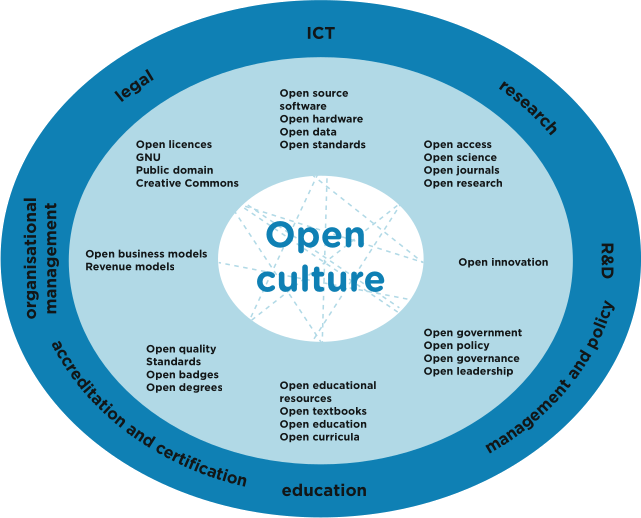 ICT
legal
research
Open source
software
Open hardware
Open data
Open standards
Open licences
GNU
Public domain
Creative Commons
Open access
Open science
Open journals
Open research
organisational
management
Open business models
Revenue models
Open
culture
Open innovation
R&D
Open quality
Standards
Open badges
Open degrees
Open educational
resources
Open textbooks
Open education
Open curricula
Open government
Open policy
Open governance
Open leadership
management and policy
accreditation and certification
education